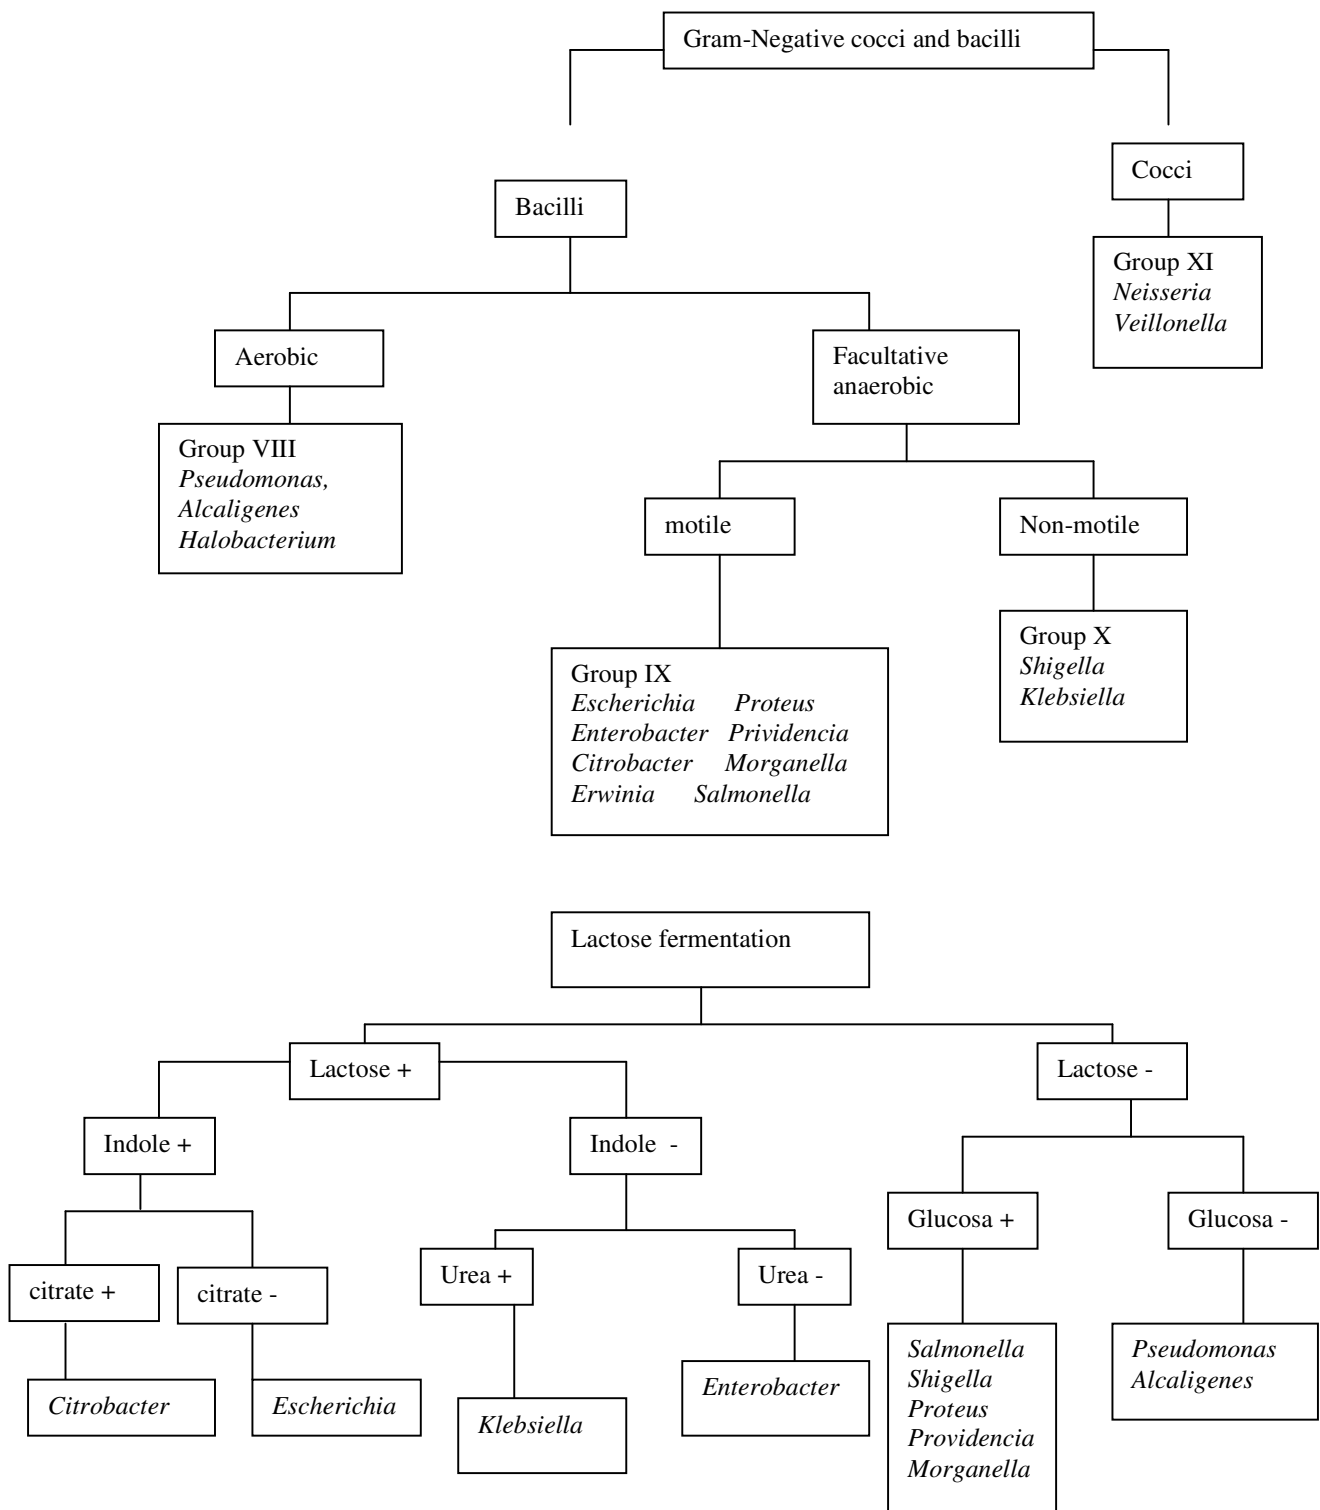 Gram-Negative cocci and bacilli
Cocci
Bacilli
Group XI
Neisseria
Veillonella
Aerobic
Facultative
anaerobic
Group VIII
Pseudomonas,
Alcaligenes
Halobacterium
motile
Non-motile
Group X
Shigella
Klebsiella
Group IX
Escherichia Proteus
Enterobacter Prividencia
Citrobacter Morganella
Erwinia Salmonella
Lactose fermentation
Lactose +
Lactose -
Indole +
Indole -
Glucosa +
Glucosa -
citrate +
citrate -
Urea +
Urea -
Citrobacter
Escherichia
Klebsiella
Enterobacter
Salmonella
Shigella
Proteus
Providencia
Morganella
Pseudomonas
Alcaligenes